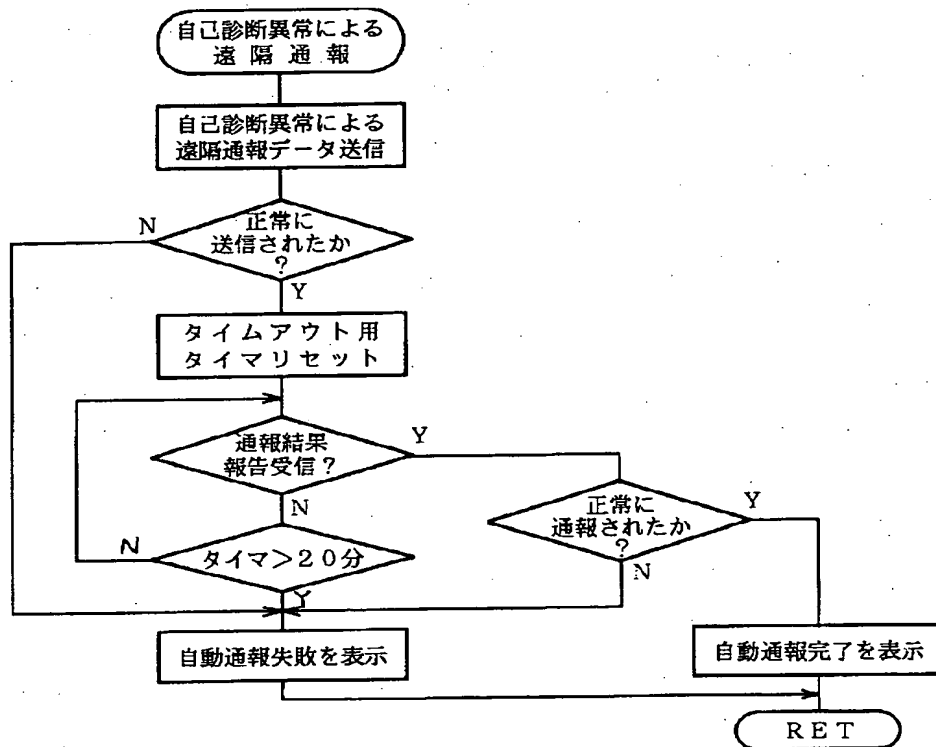 自己診断異常による
遠隔通報
自己診断異常による
遠隔通報データ送信
正常に
送信されたか
?
N
Y
タイムアウト用
タイマリセット
通報結果
報告受信?
Y
N
正常に
通報されたか
?
Y
N
タイマ>20分
N
Y
自動通報失敗を表示
自動通報完了を表示
RET